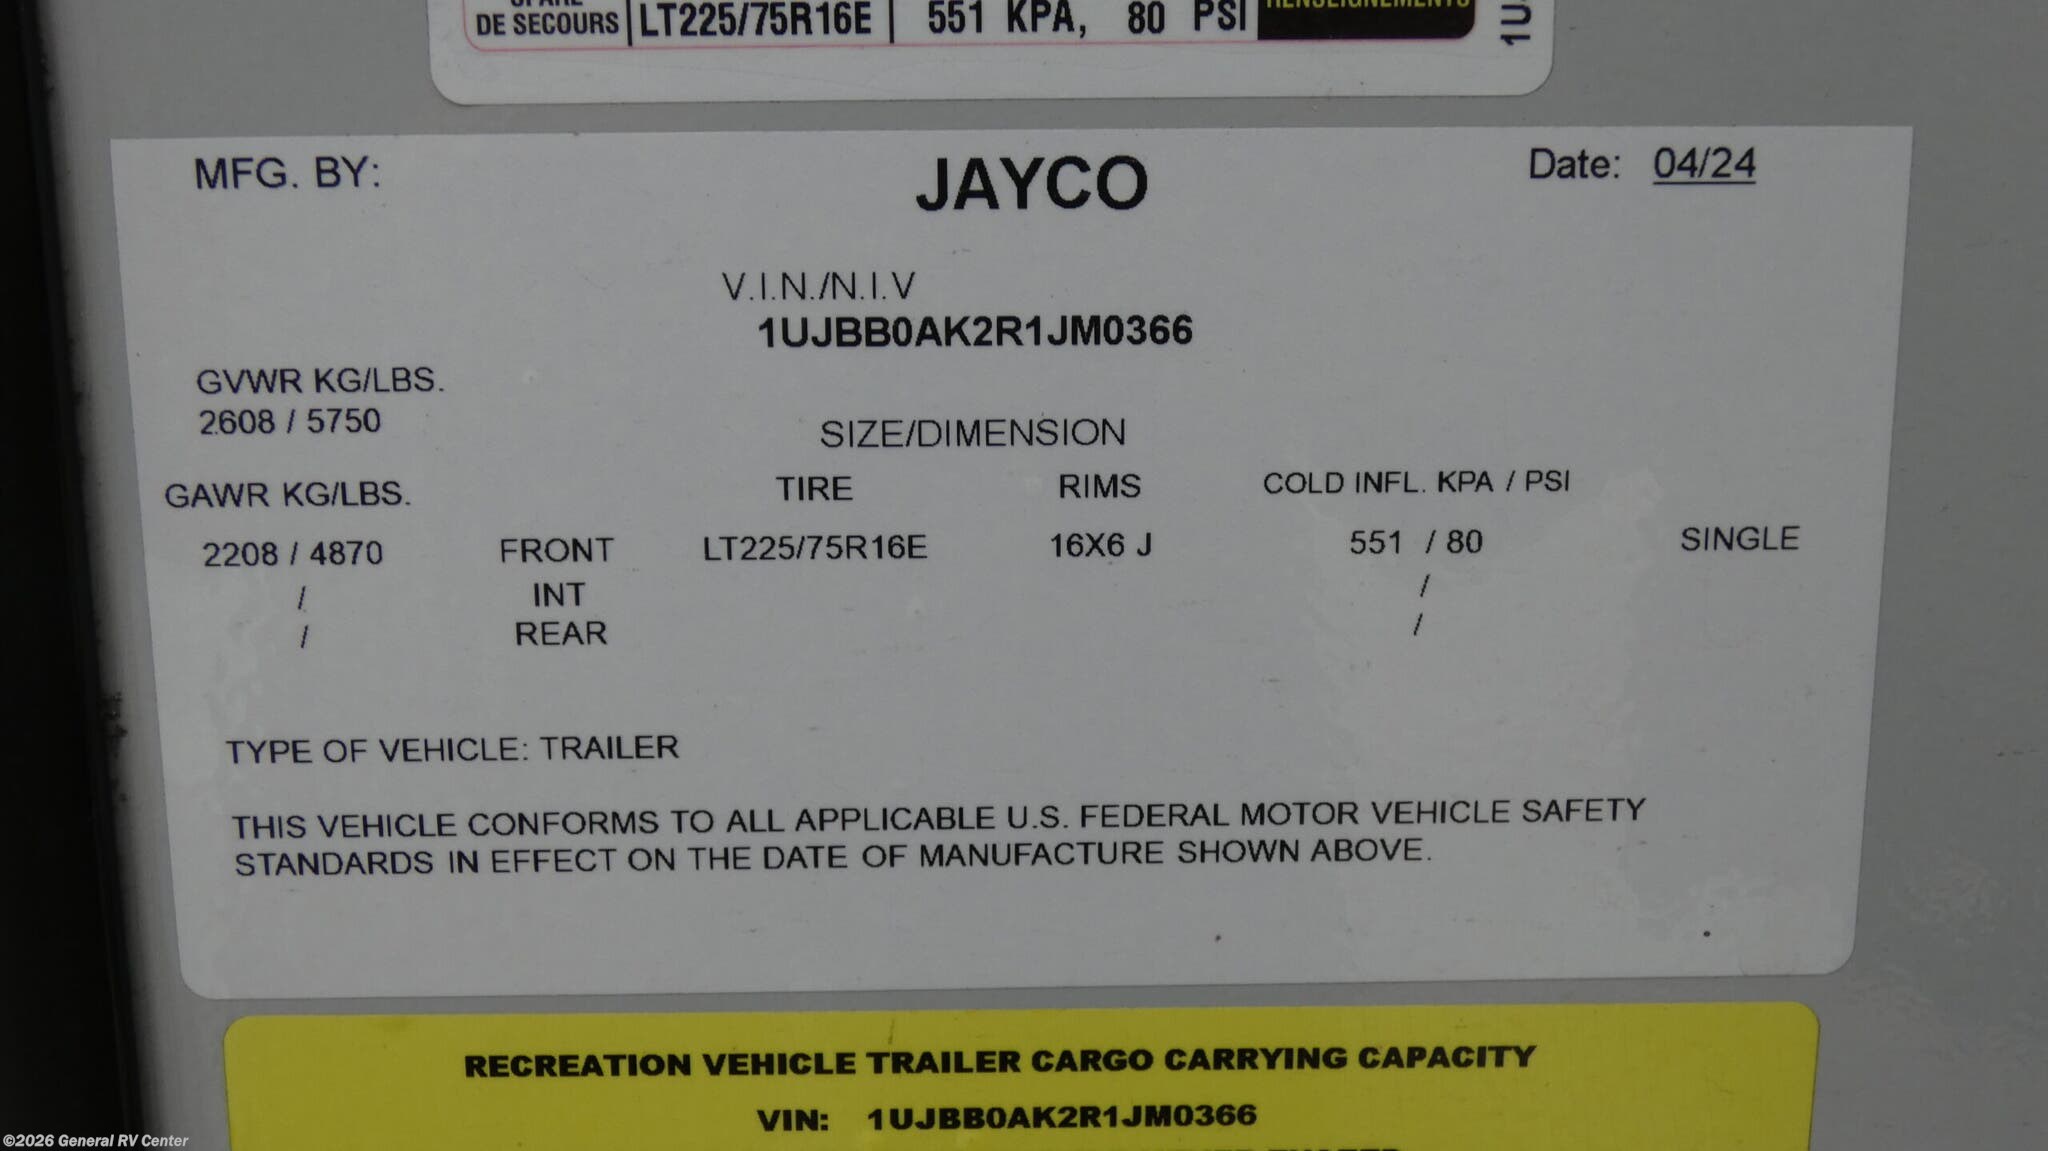 DE SECOURS LT225/75R16E 551 KPA, 80 PSI RENSEIGNEMENTS
MFG. BY: JAYCO Date: 04/24
V.I.N./N.I.V
1UJBB0AK2R1JM0366
GVWR KG/LBS.
2608 / 5750
SIZE/DIMENSION
GAWR KG/LBS. TIRE RIMS COLD INFL. KPA / PSI
2208 / 4870 FRONT LT225/75R16E 16X6 J 551 / 80 SINGLE
/ INT /
/ REAR /
TYPE OF VEHICLE: TRAILER
THIS VEHICLE CONFORMS TO ALL APPLICABLE U.S. FEDERAL MOTOR VEHICLE SAFETY
STANDARDS IN EFFECT ON THE DATE OF MANUFACTURE SHOWN ABOVE.
RECREATION VEHICLE TRAILER CARGO CARRYING CAPACITY
VIN: 1UJBB0AK2R1JM0366
©2026 General RV Center